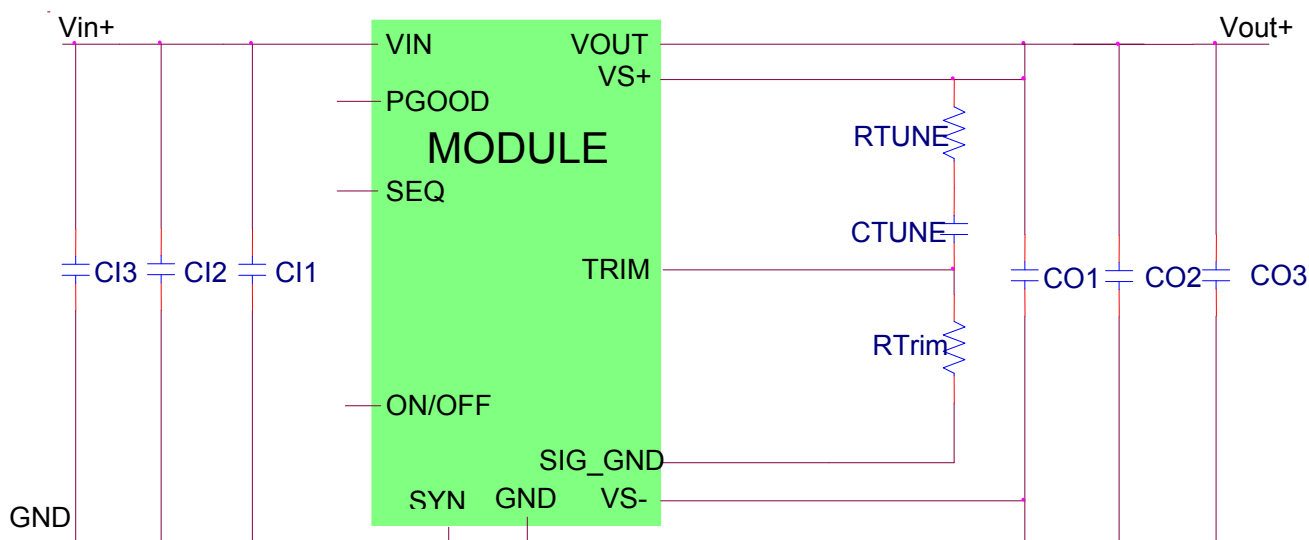 Vin+ Vout+
VIN VOUT
VS+
PGOOD
RTUNE
MODULE
SEQ
CTUNE
TRIM
CI3 CI2 CI1 CO1 CO2 CO3
RTrim
ON/OFF
SIG_GND
SYN GND VS-
GND